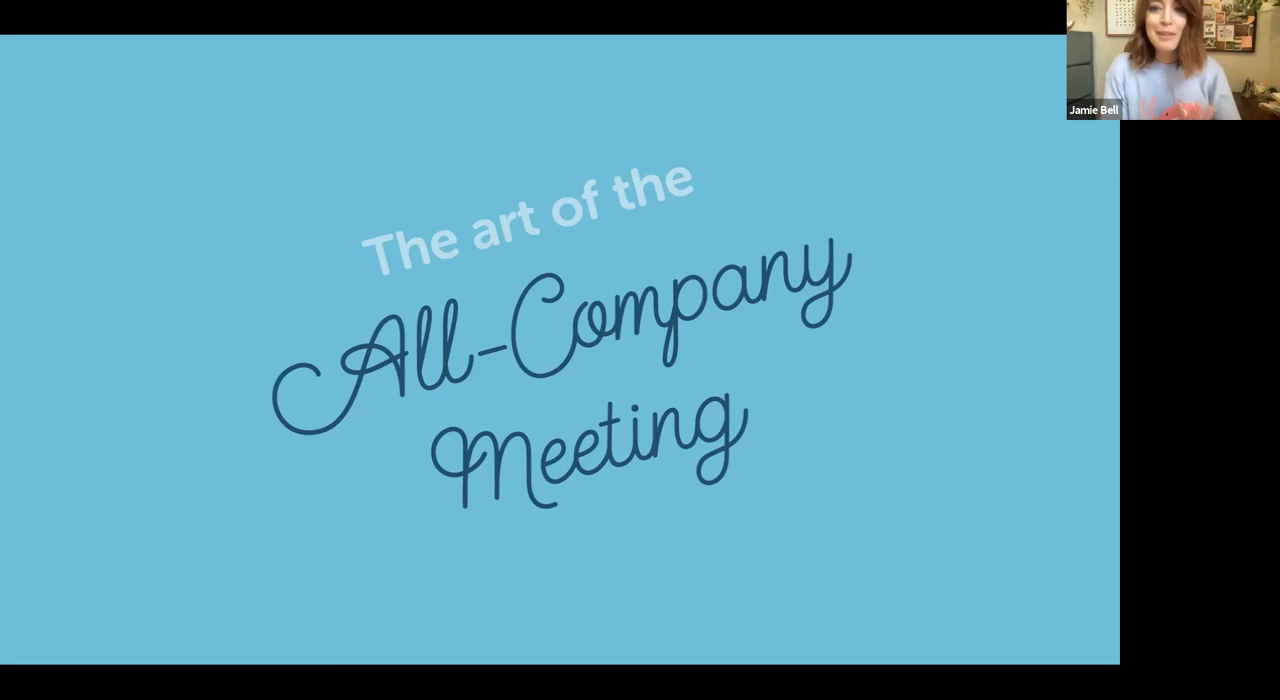 The art of the
All-Company
Meeting
Jamie Bell